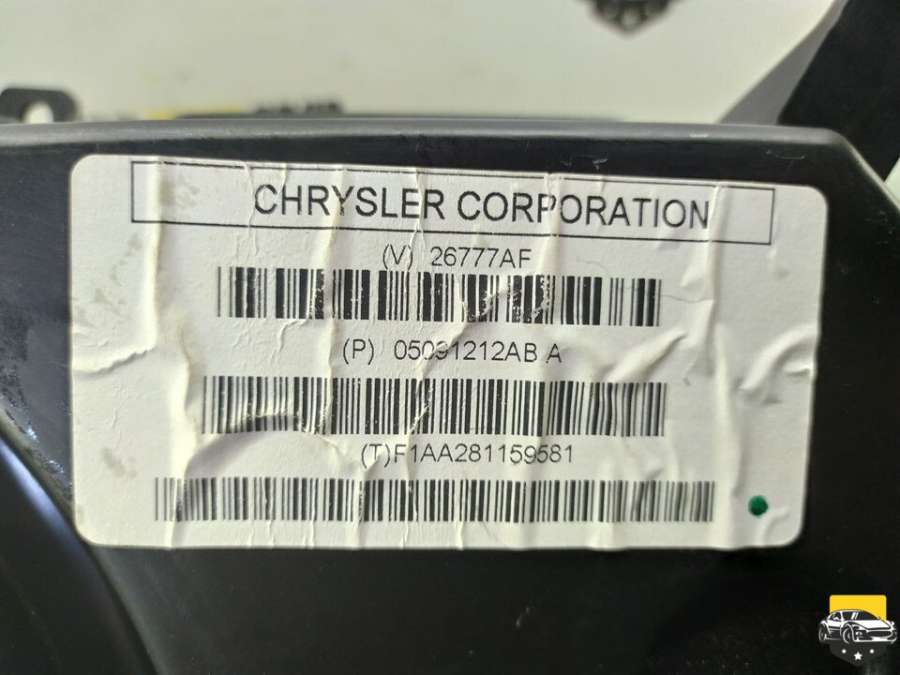 CHRYSLER CORPORATION
(V) 26777AF
(P) 05091212AB A
(T)F1AA281159581